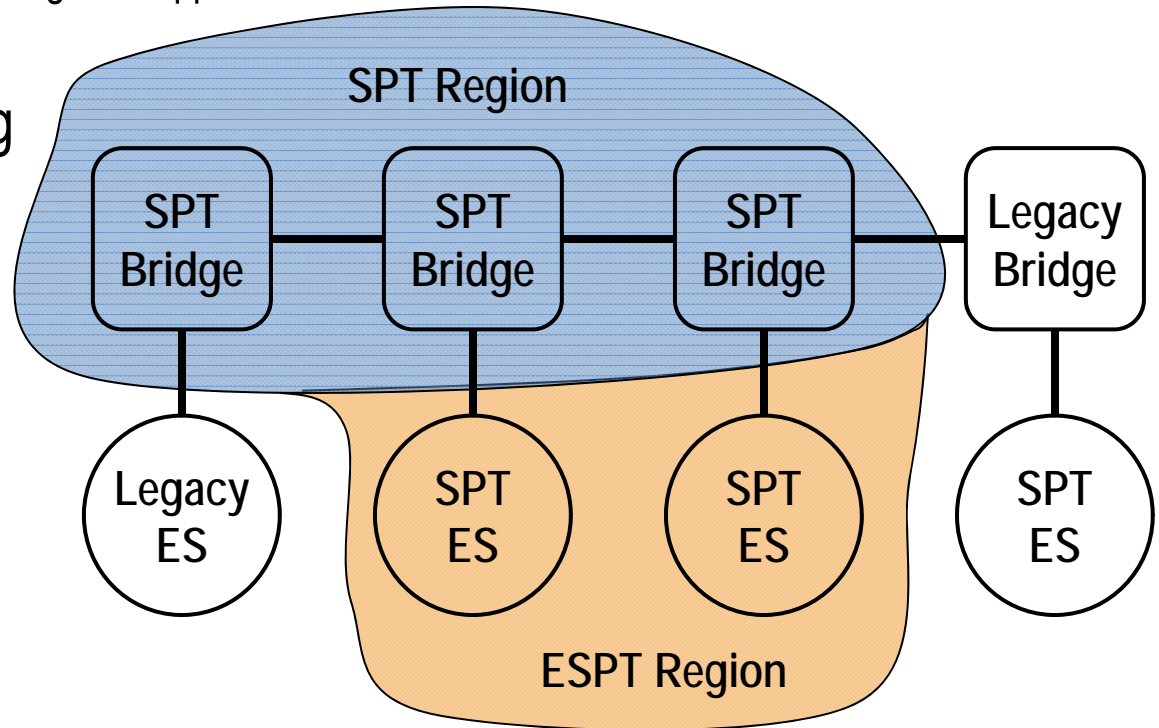 SPT Region
SPT
Bridge
SPT
Bridge
SPT
Bridge
Legacy
Bridge
Legacy
ES
SPT
ES
SPT
ES
SPT
ES
ESPT Region